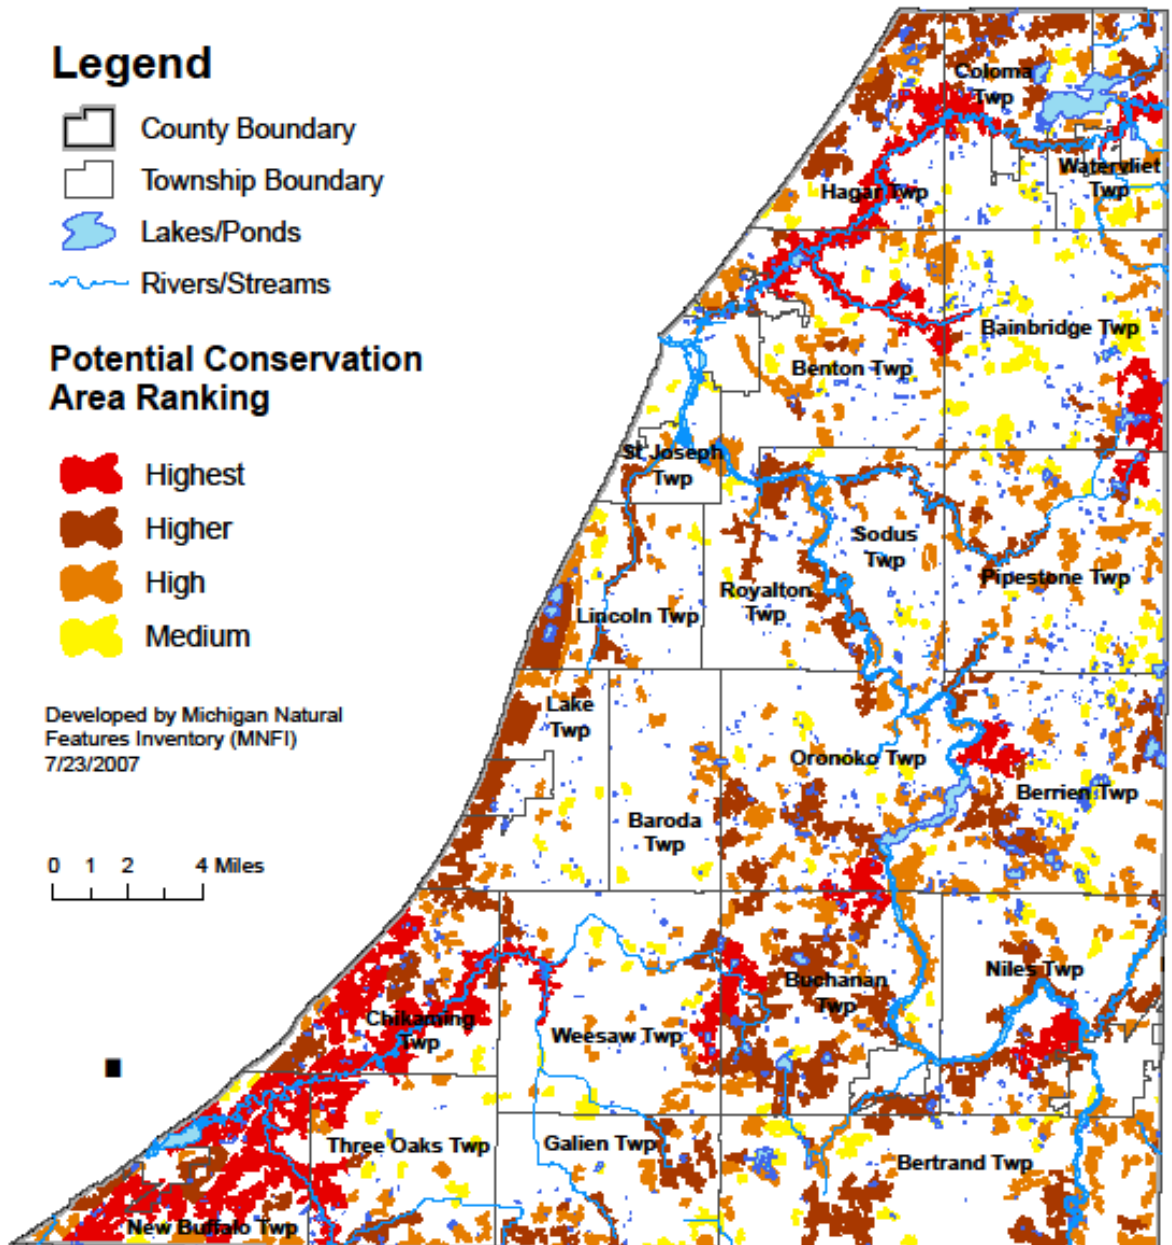 Legend
County Boundary
Township Boundary
Lakes/Ponds
Rivers/Streams
Potential Conservation
Area Ranking
Highest
Higher
High
Medium
Developed by Michigan Natural
Features Inventory (MNFI)
7/23/2007
0 1 2 4 Miles
Coloma
Twp
Watervliet
Twp
Hagar Twp
Bainbridge Twp
Benton Twp
St Joseph
Twp
Sodus
Twp
Pipestone Twp
Royalton
Twp
Lincoln Twp
Lake
Twp
Oronoko Twp
Berrien Twp
Baroda
Twp
Niles Twp
Buchanan
Twp
Chikaming
Twp
Weesaw Twp
Three Oaks Twp
Galien Twp
Bertrand Twp
New Buffalo Twp